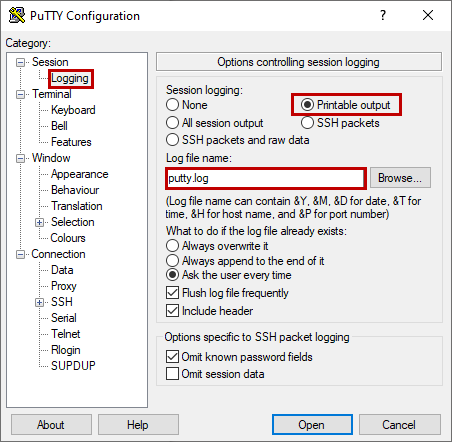 PuTTY Configuration
?
Category:
Session
Logging
Terminal
Keyboard
Bell
Features
Window
Appearance
Behaviour
Translation
Selection
Colours
Connection
Data
Proxy
SSH
Serial
Telnet
Rlogin
SUPDUP
Options controlling session logging
Session logging:
None
Printable output
All session output
SSH packets
SSH packets and raw data
Log file name:
putty.log
Browse...
(Log file name can contain &Y, &M, &D for date, &T for
time, &H for host name, and &P for port number)
What to do if the log file already exists:
Always overwrite it
Always append to the end of it
Ask the user every time
Flush log file frequently
Include header
Options specific to SSH packet logging
Omit known password fields
Omit session data
About
Help
Open
Cancel